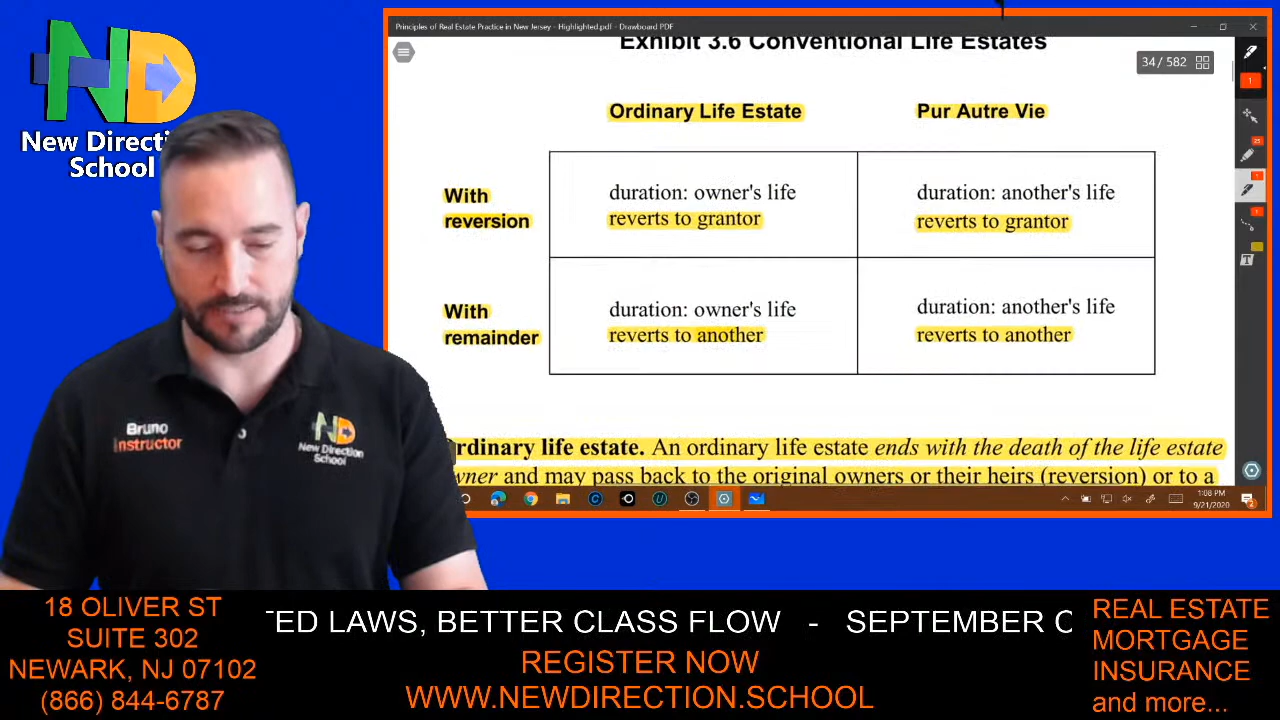 New Directi
School
Bruno
Instructor
ND
New Direction
School
Principles of Real Estate Practice in New Jersey - Highlighted.pdf - Drawboard PDF
34 / 582
Exhibit 3.6 Conventional Life Estates
Ordinary Life Estate
Pur Autre Vie
With
reversion
duration: owner's life
reverts to grantor
duration: another's life
reverts to grantor
With
remainder
duration: owner's life
reverts to another
duration: another's life
reverts to another
rdinary life estate. An ordinary life estate ends with the death of the life estate
wner and may pass back to the original owners or their heirs (reversion) or to a
1:08 PM
9/21/2020
18 OLIVER ST
SUITE 302
NEWARK, NJ 07102
(866) 844-6787
TED LAWS, BETTER CLASS FLOW - SEPTEMBER C
REGISTER NOW
WWW.NEWDIRECTION.SCHOOL
REAL ESTATE
MORTGAGE
INSURANCE
and more...